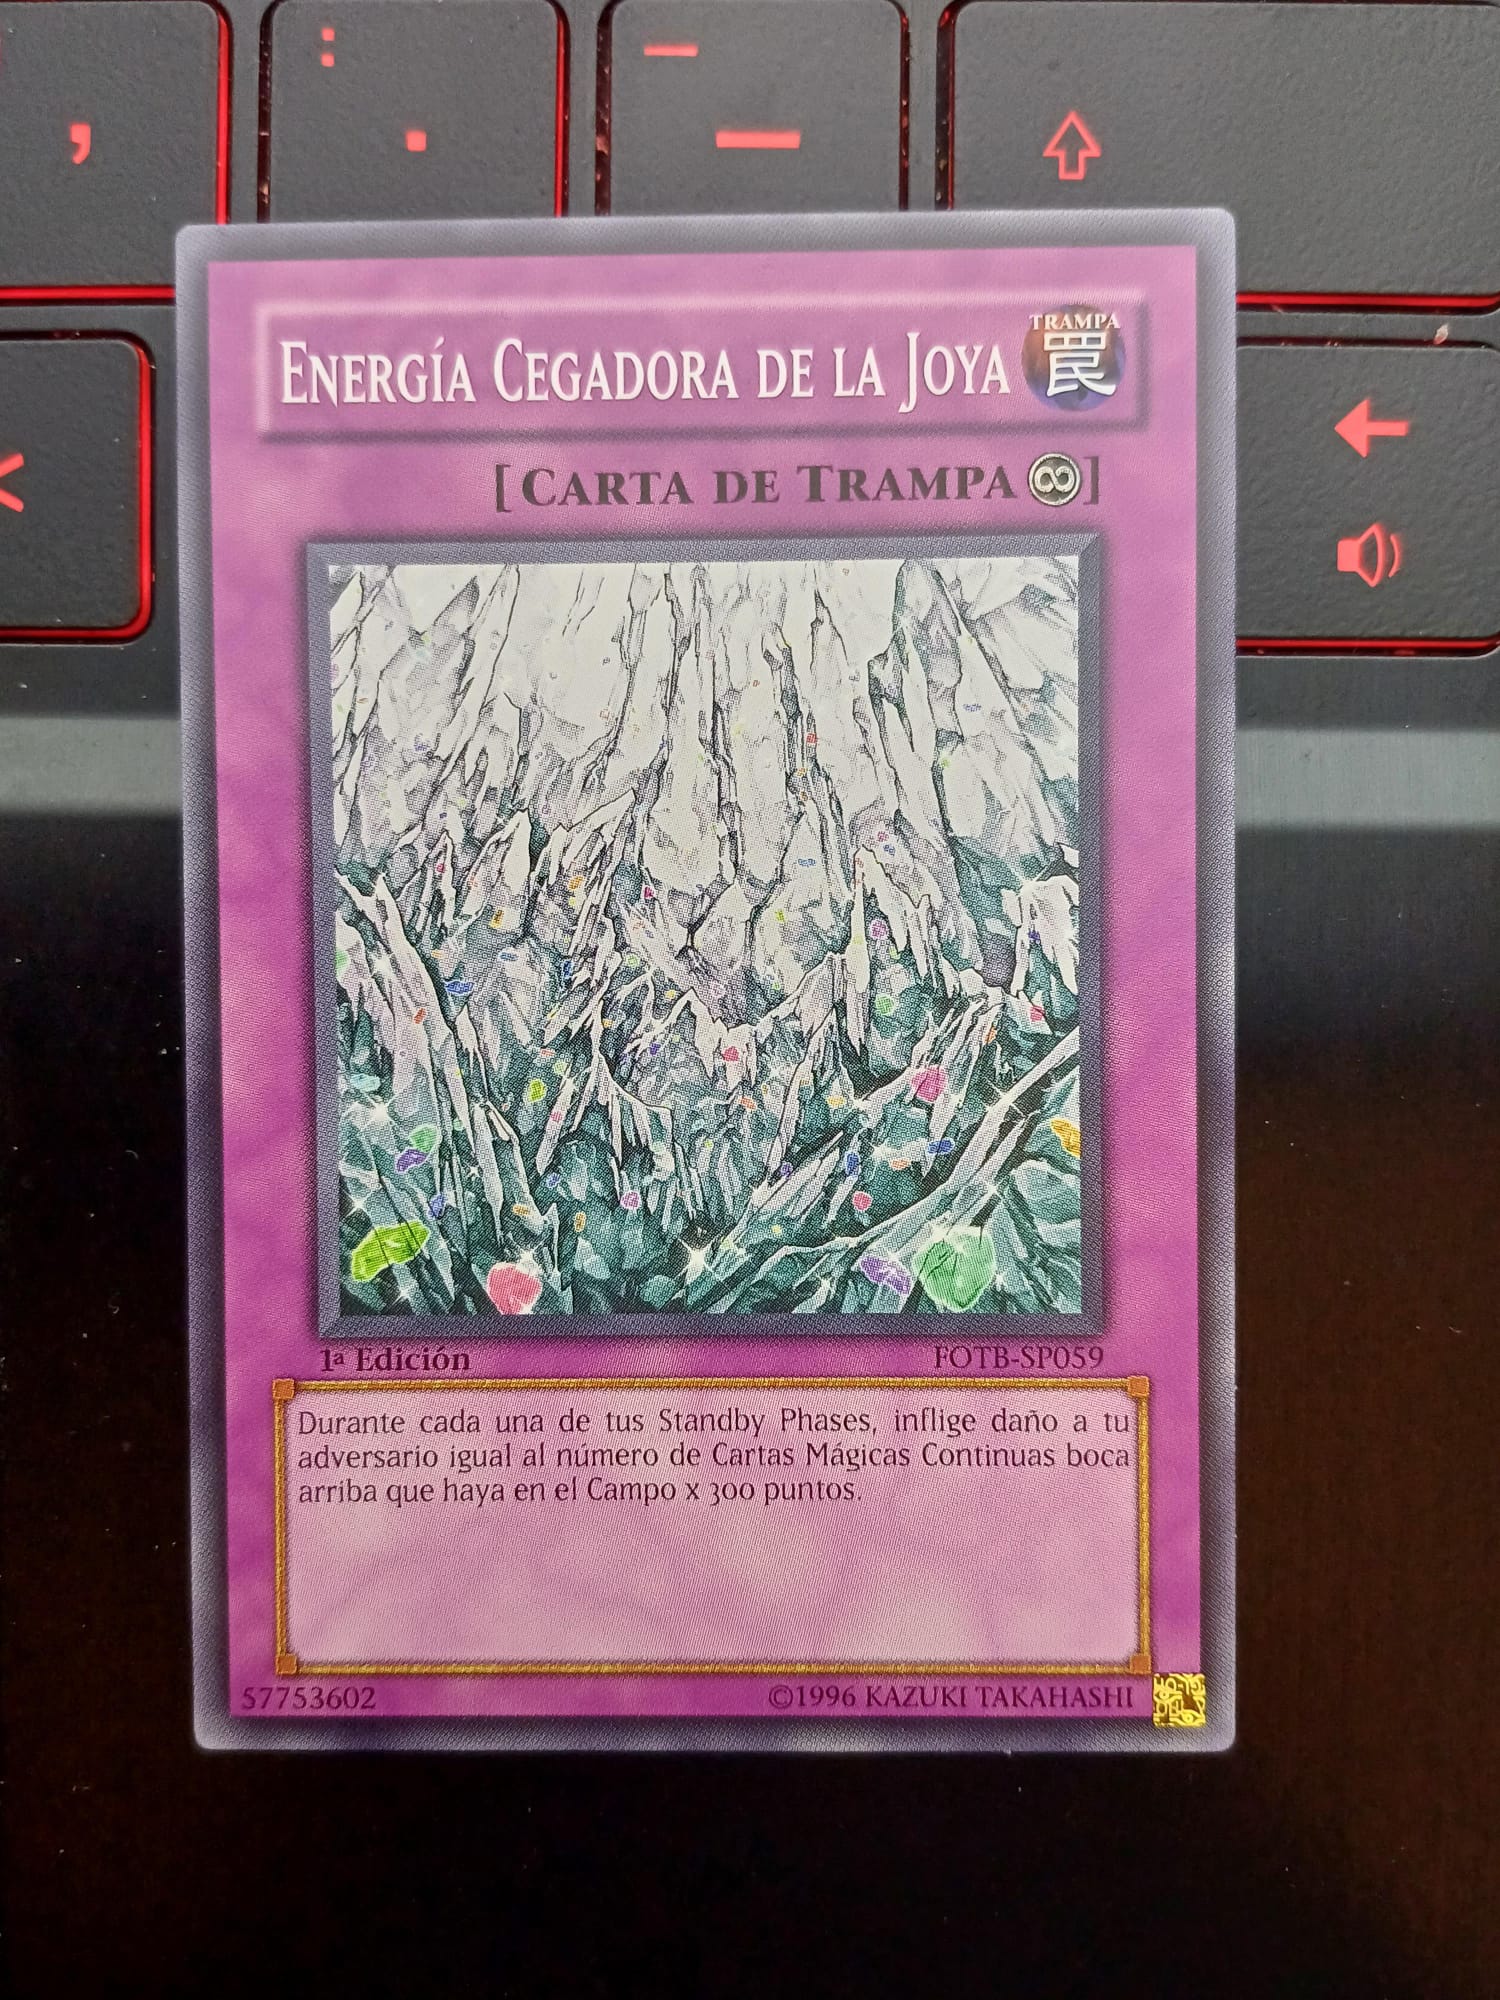 , : . _ -
<
ENERGÍA CEGADORA DE LA JOYA
TRAMPA
罠
[CARTA DE TRAMPA ∞]
1ª Edición
FOTB-SP059
Durante cada una de tus Standby Phases, inflige daño a tu
adversario igual al número de Cartas Mágicas Continuas boca
arriba que haya en el Campo x 300 puntos.
57753602
©1996 KAZUKI TAKAHASHI